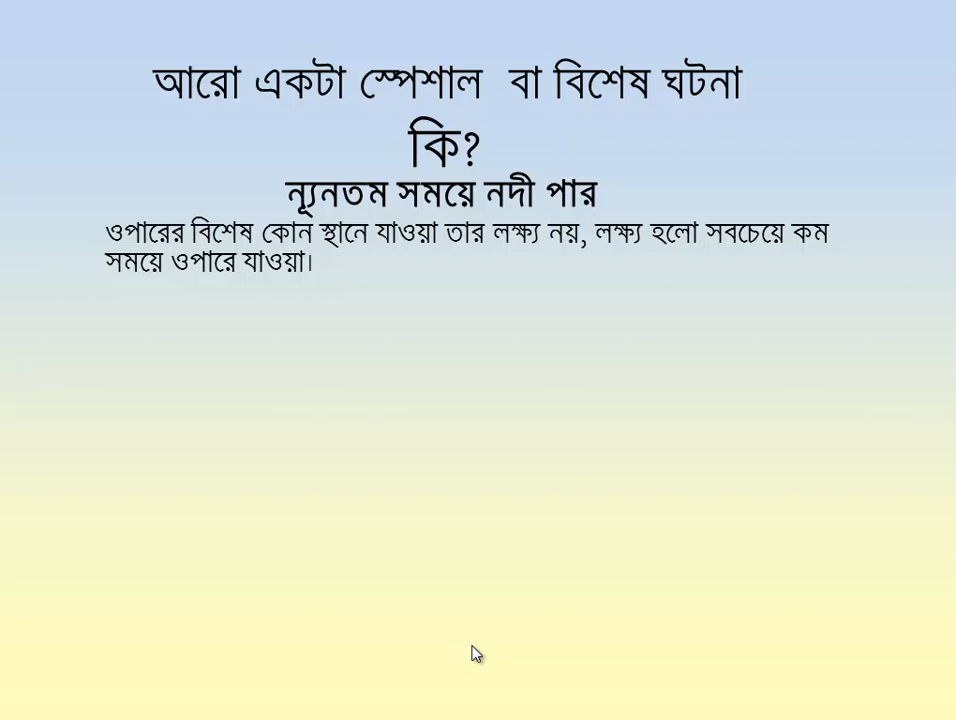 আরো একটা স্পেশাল বা বিশেষ ঘটনা
কি?
ন্যূনতম সময়ে নদী পার
ওপারের বিশেষ কোন স্থানে যাওয়া তার লক্ষ্য নয়, লক্ষ্য হলো সবচেয়ে কম
সময়ে ওপারে যাওয়া।